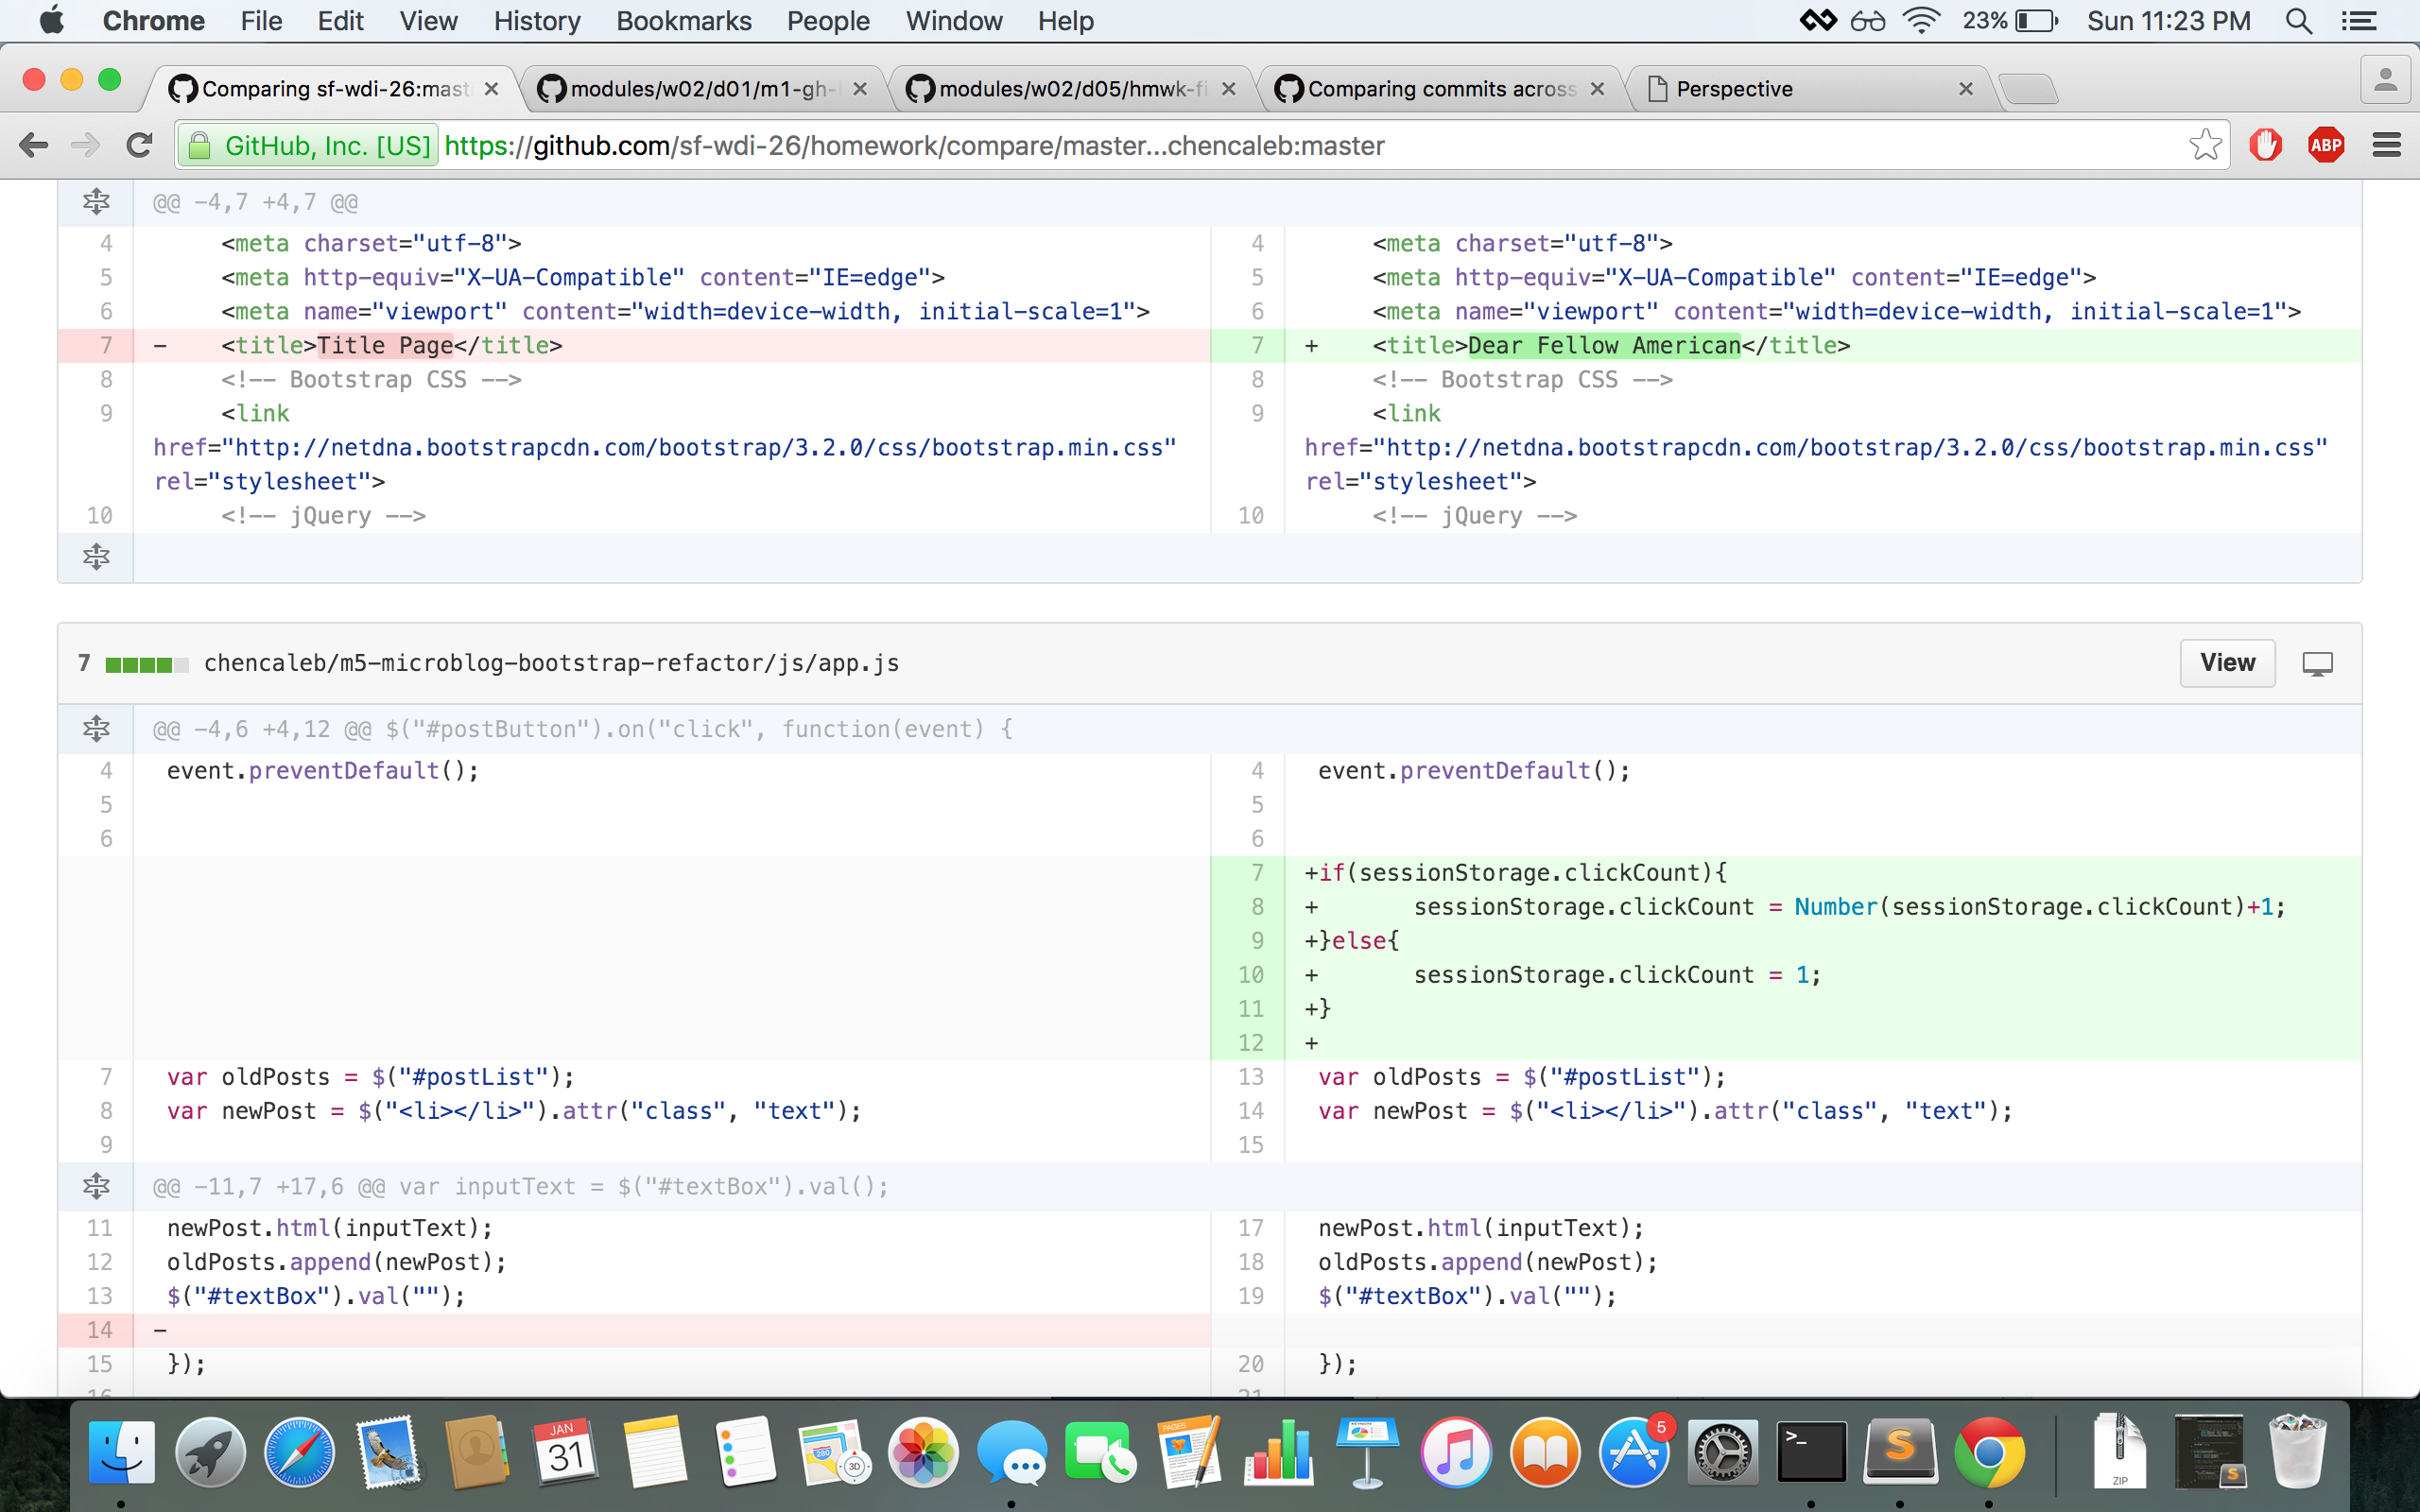 Chrome File Edit View History Bookmarks People Window Help 23% Sun 11:23 PM
Comparing sf-wdi-26:mast modules/w02/d01/m1-gh- modules/w02/d05/hmwk-fi Comparing commits across Perspective
GitHub, Inc. [US] https://github.com/sf-wdi-26/homework/compare/master...chencaleb:master ABP
@@ -4,7 +4,7 @@
4 <meta charset="utf-8"> 4 <meta charset="utf-8">
5 <meta http-equiv="X-UA-Compatible" content="IE=edge"> 5 <meta http-equiv="X-UA-Compatible" content="IE=edge">
6 <meta name="viewport" content="width=device-width, initial-scale=1"> 6 <meta name="viewport" content="width=device-width, initial-scale=1">
7 - <title>Title Page</title> 7 + <title>Dear Fellow American</title>
8 <!-- Bootstrap CSS --> 8 <!-- Bootstrap CSS -->
9 <link 9 <link
href="http://netdna.bootstrapcdn.com/bootstrap/3.2.0/css/bootstrap.min.css" href="http://netdna.bootstrapcdn.com/bootstrap/3.2.0/css/bootstrap.min.css"
rel="stylesheet"> rel="stylesheet">
10 <!-- jQuery --> 10 <!-- jQuery -->
7 chencaleb/m5-microblog-bootstrap-refactor/js/app.js View
@@ -4,6 +4,12 @@ $("#postButton").on("click", function(event) {
4 event.preventDefault(); 4 event.preventDefault();
5 5
6 6
7 +if(sessionStorage.clickCount){
8 + sessionStorage.clickCount = Number(sessionStorage.clickCount)+1;
9 +}else{
10 + sessionStorage.clickCount = 1;
11 +}
12 +
7 var oldPosts = $("#postList"); 13 var oldPosts = $("#postList");
8 var newPost = $("<li></li>").attr("class", "text"); 14 var newPost = $("<li></li>").attr("class", "text");
9 15
@@ -11,7 +17,6 @@ var inputText = $("#textBox").val();
11 newPost.html(inputText); 17 newPost.html(inputText);
12 oldPosts.append(newPost); 18 oldPosts.append(newPost);
13 $("#textBox").val(""); 19 $("#textBox").val("");
14 -
15 }); 20 });
16 21
JAN 31 280 3D PAGES KEYNOTE 5 >_ S ZIP S